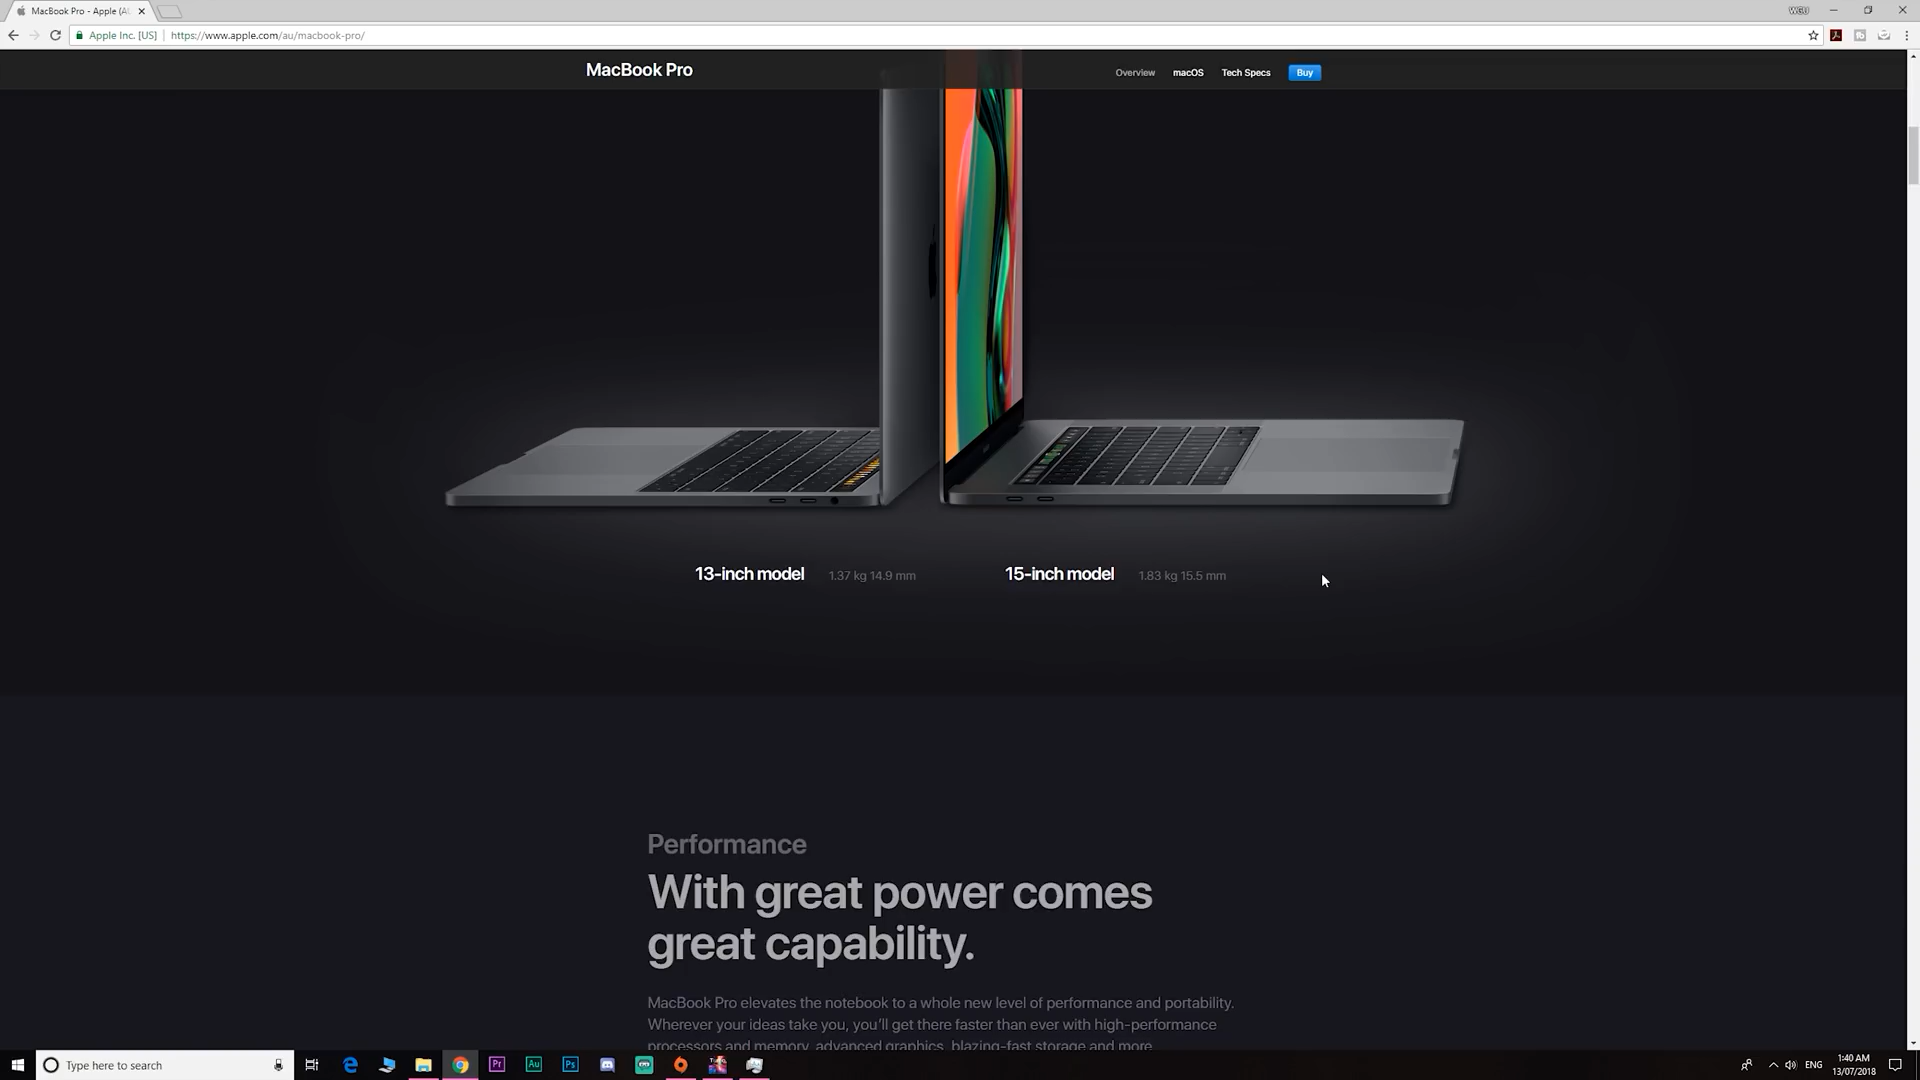 MacBook Pro - Apple (AU
WGU
Apple Inc. [US] https://www.apple.com/au/macbook-pro/
MacBook Pro
Overview macOS Tech Specs Buy
13-inch model 1.37 kg 14.9 mm 15-inch model 1.83 kg 15.5 mm
Performance
With great power comes
great capability.
MacBook Pro elevates the notebook to a whole new level of performance and portability.
Wherever your ideas take you, you'll get there faster than ever with high-performance
processors and memory, advanced graphics, blazing-fast storage and more
Type here to search
Pr Au Ps
ENG
1:40 AM
13/07/2018